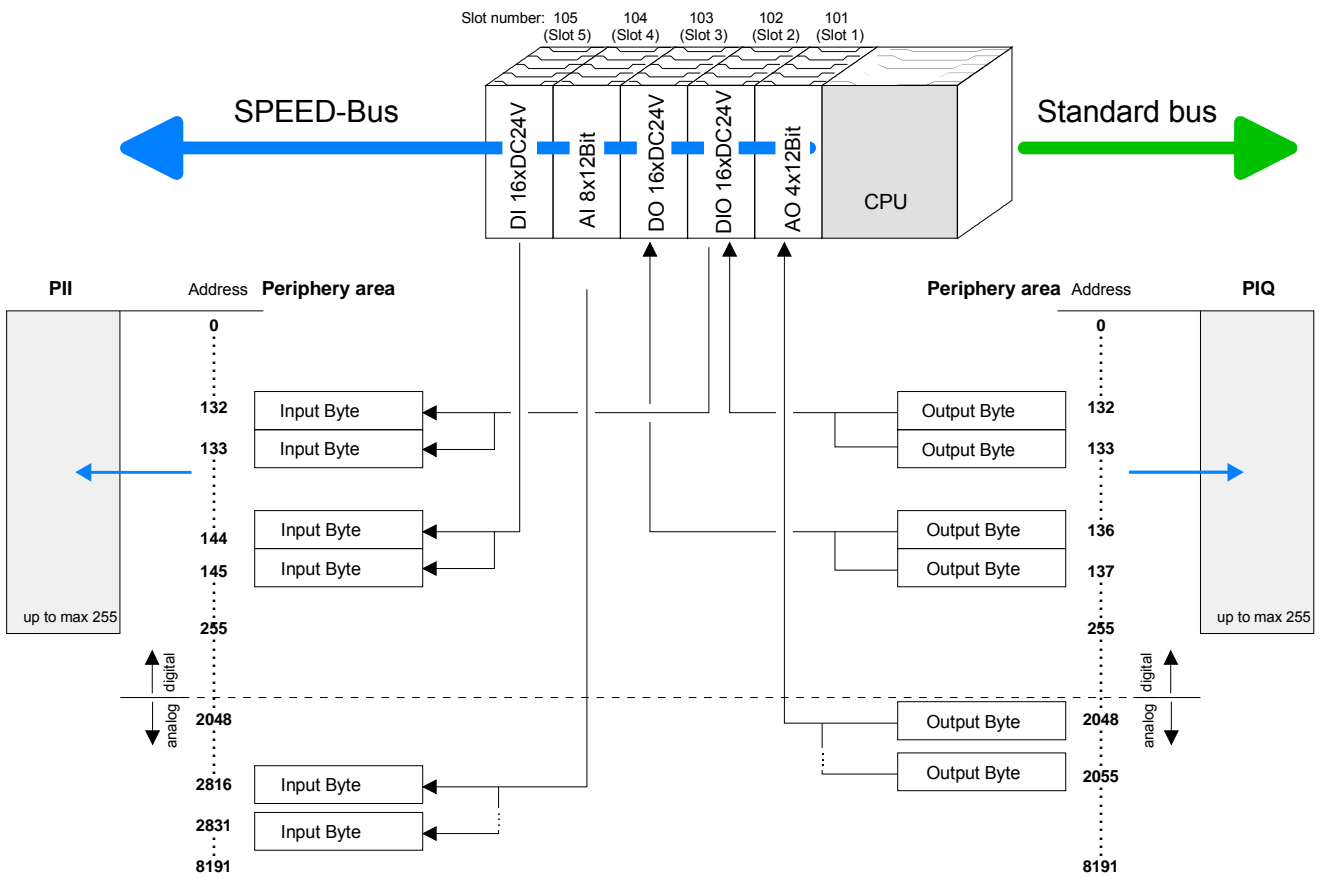 Slot number: 105 104 103 102 101
(Slot 5) (Slot 4) (Slot 3) (Slot 2) (Slot 1)
SPEED-Bus
Standard bus
DI 16xDC24V
AI 8x12Bit
DO 16xDC24V
DIO 16xDC24V
AO 4x12Bit
CPU
PII Address Periphery area
Periphery area Address PIQ
0
0
132 Input Byte
Output Byte 132
133 Input Byte
Output Byte 133
144 Input Byte
Output Byte 136
145 Input Byte
Output Byte 137
up to max 255
255
255
up to max 255
digital
analog
digital
analog
2048
Output Byte 2048
2816 Input Byte
Output Byte 2055
2831 Input Byte
8191
8191